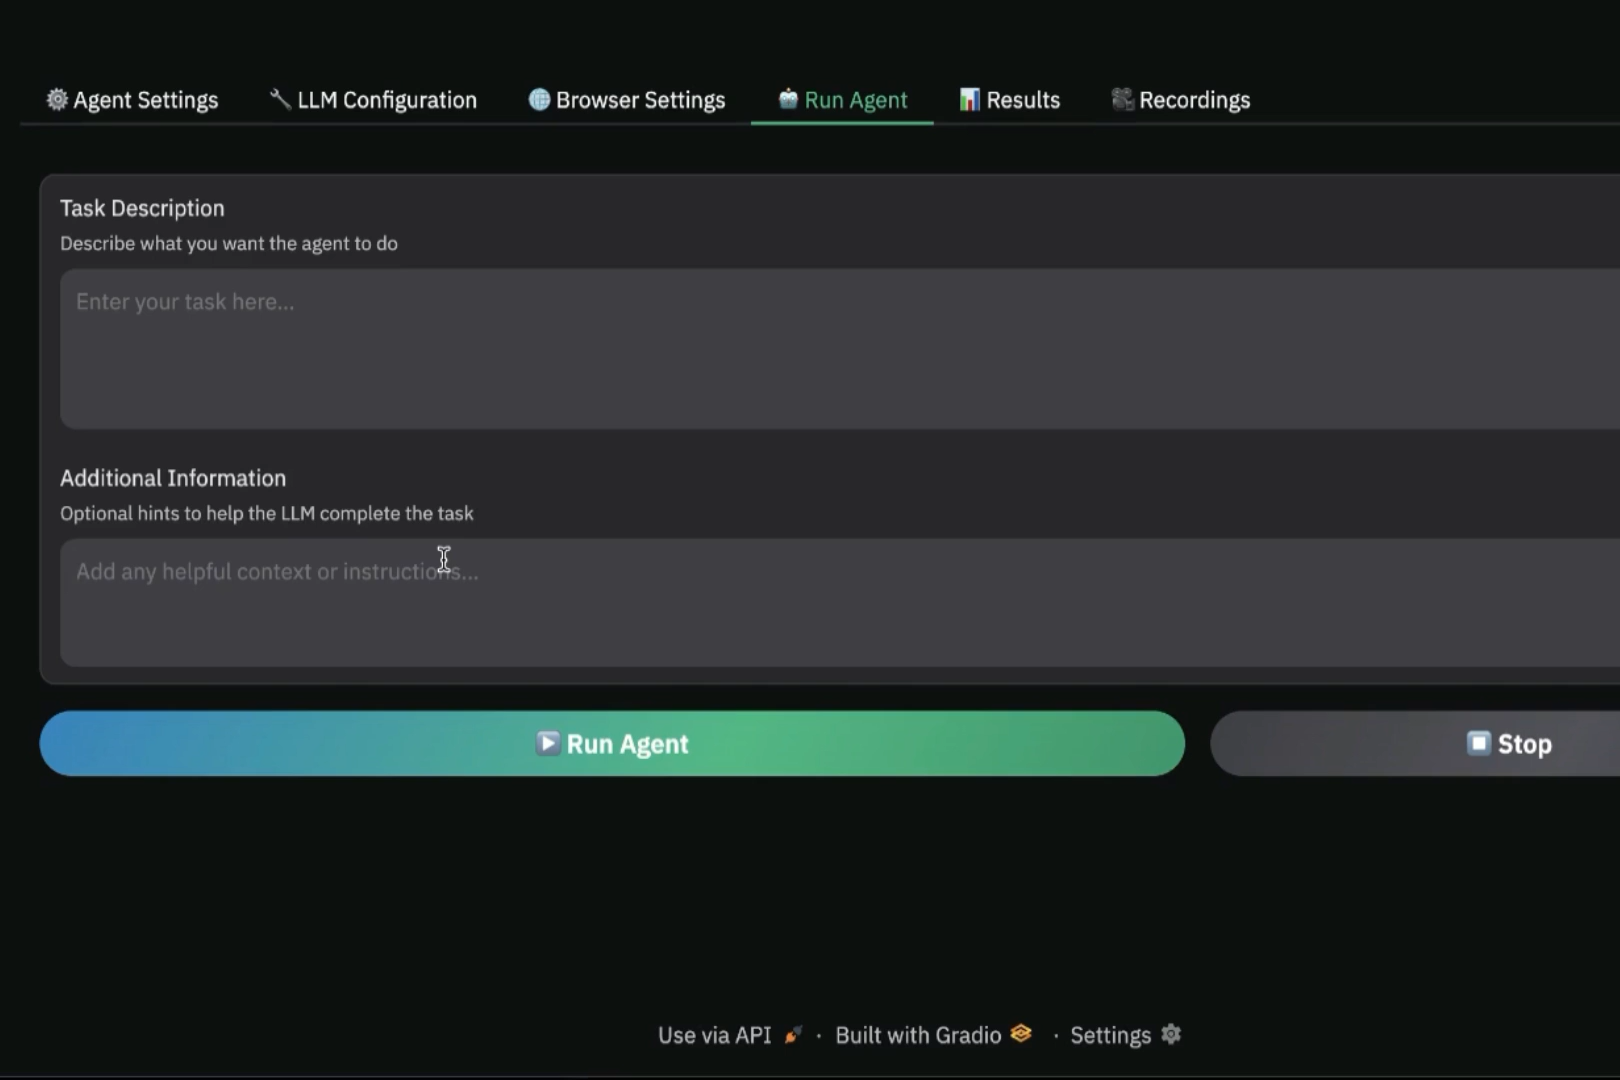 Agent Settings LLM Configuration Browser Settings Run Agent Results Recordings
Task Description
Describe what you want the agent to do
Enter your task here...
Additional Information
Optional hints to help the LLM complete the task
Add any helpful context or instructions...
Run Agent Stop
Use via API · Built with Gradio · Settings